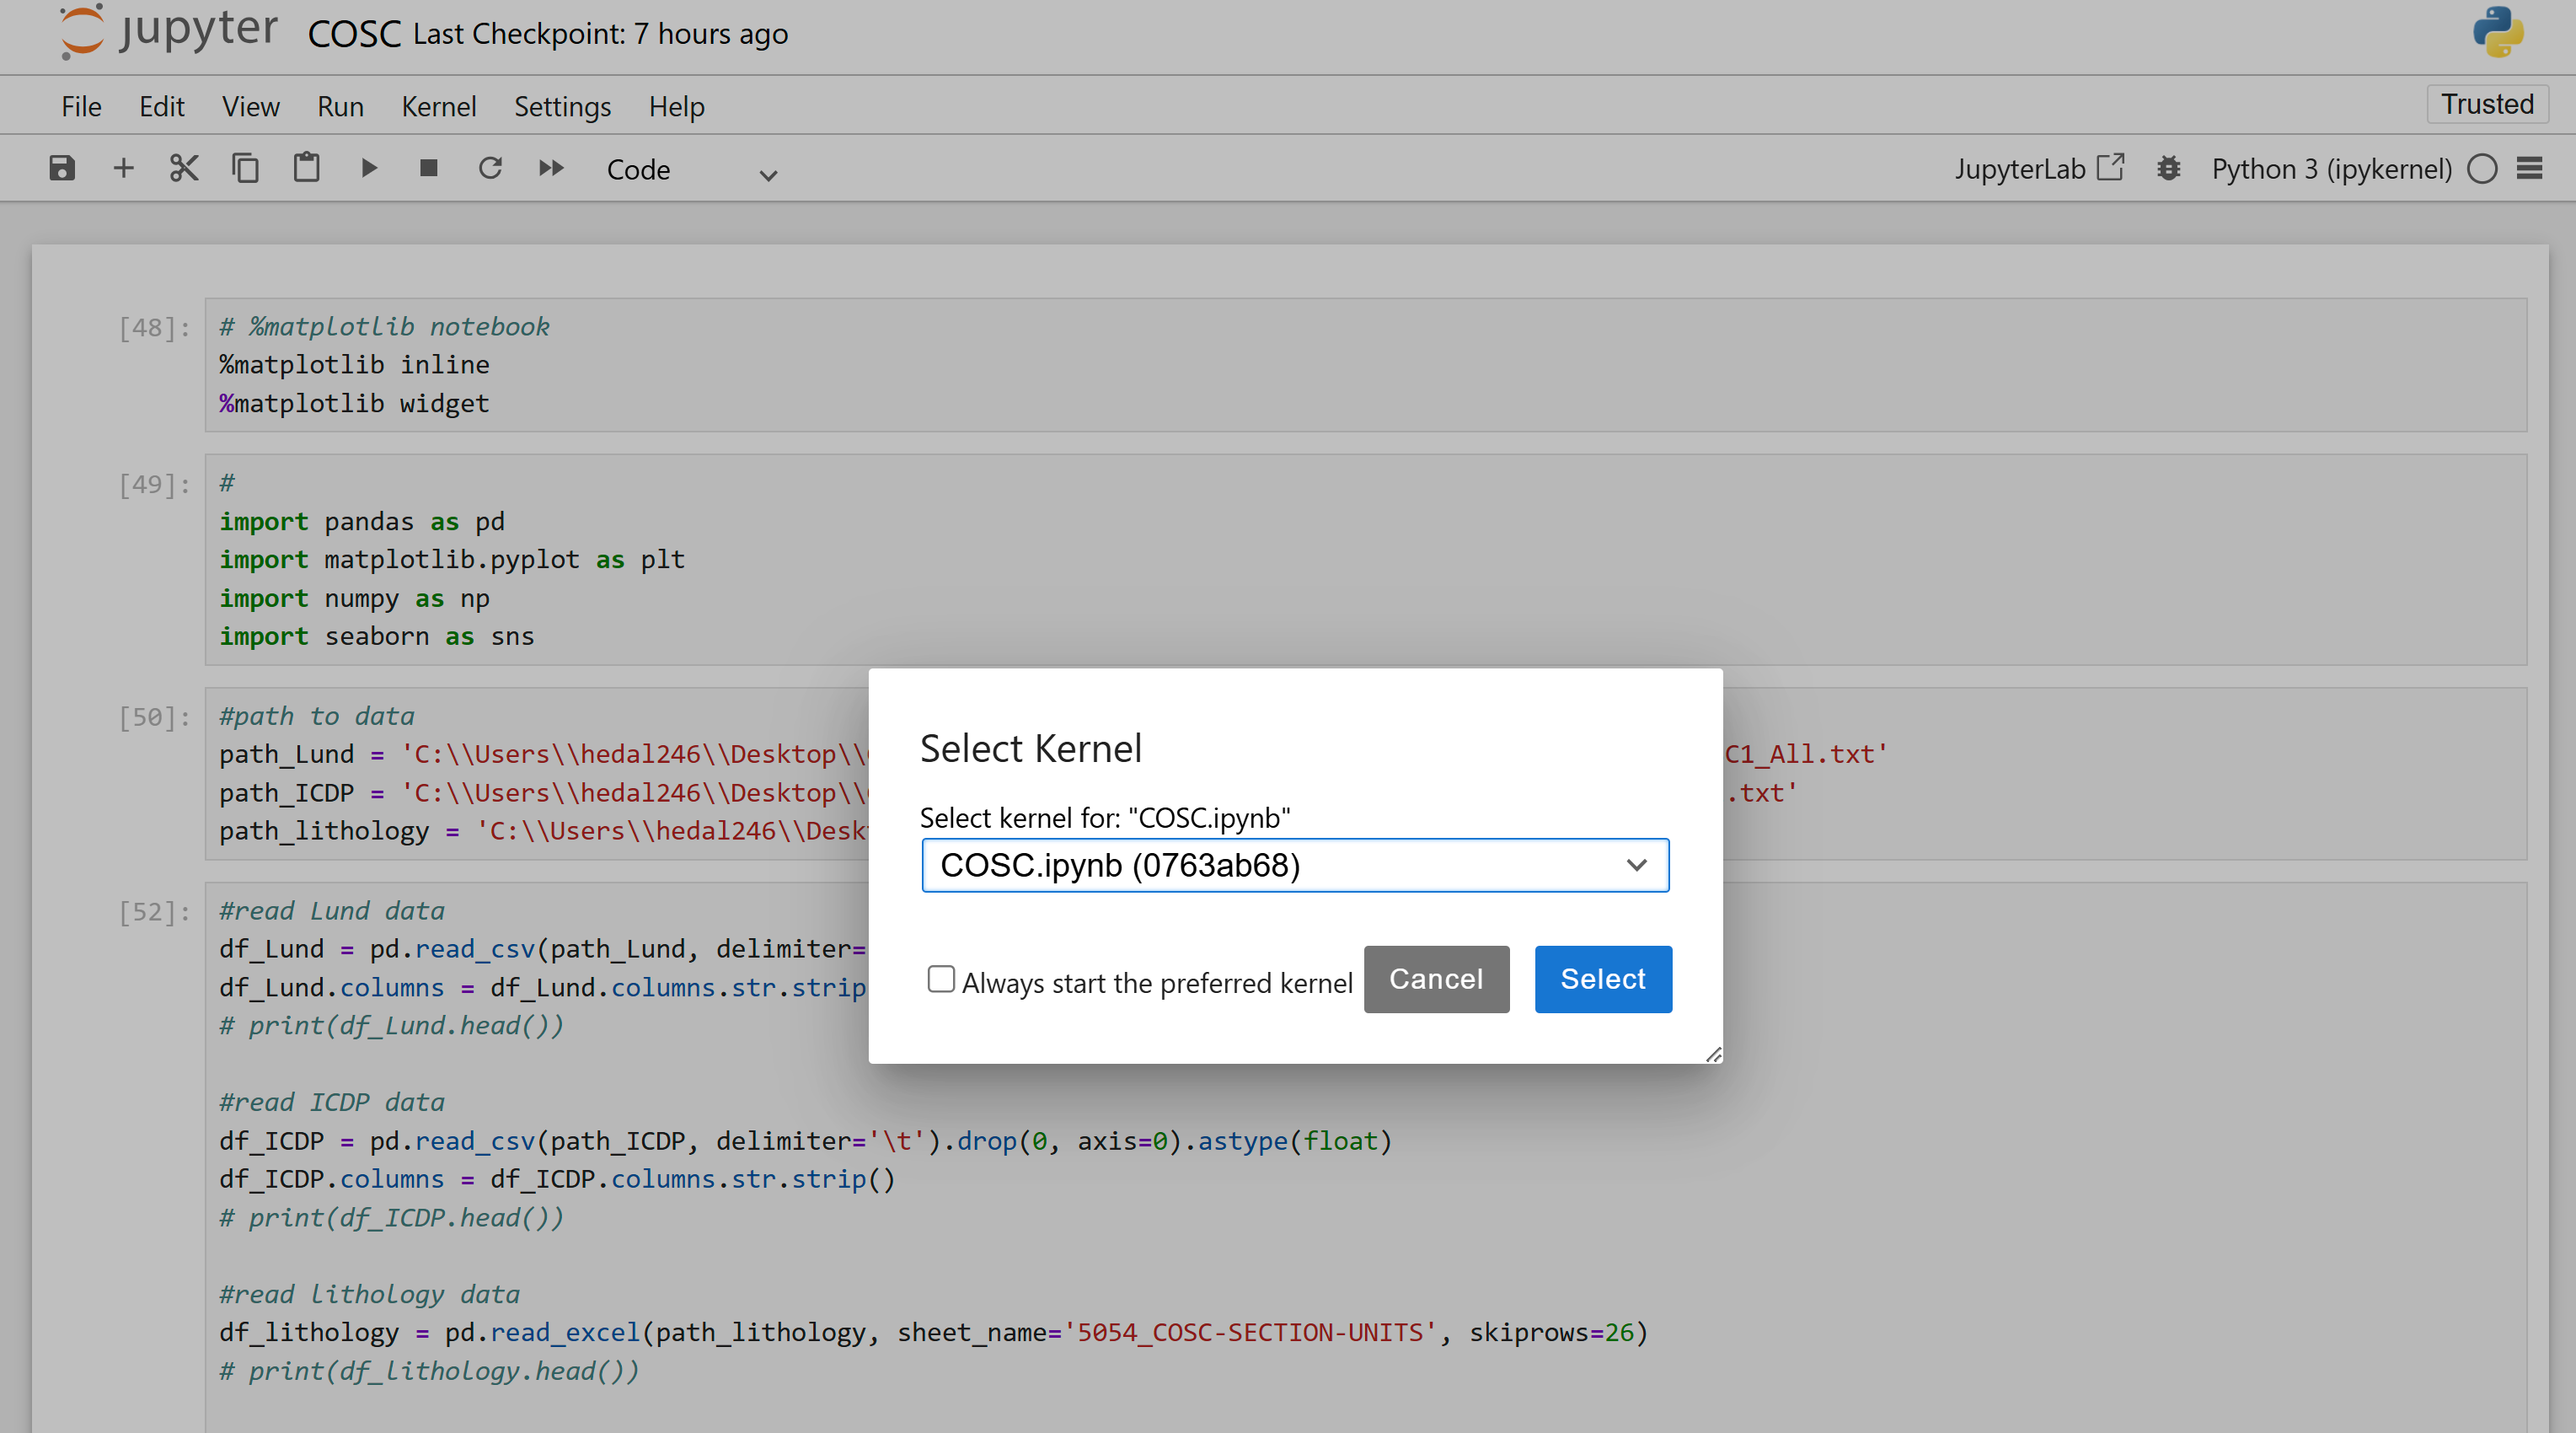 jupyter COSC Last Checkpoint: 7 hours ago
File Edit View Run Kernel Settings Help Trusted
Code JupyterLab Python 3 (ipykernel)
[48]: # %matplotlib notebook
%matplotlib inline
%matplotlib widget
[49]: #
import pandas as pd
import matplotlib.pyplot as plt
import numpy as np
import seaborn as sns
[50]: #path to data
path_Lund = 'C:\\Users\\hedal246\\Desktop\\ C1_All.txt'
path_ICDP = 'C:\\Users\\hedal246\\Desktop\\ .txt'
path_lithology = 'C:\\Users\\hedal246\\Desk
Select Kernel
Select kernel for: "COSC.ipynb"
COSC.ipynb (0763ab68)
Always start the preferred kernel Cancel Select
[52]: #read Lund data
df_Lund = pd.read_csv(path_Lund, delimiter=
df_Lund.columns = df_Lund.columns.str.strip
# print(df_Lund.head())
#read ICDP data
df_ICDP = pd.read_csv(path_ICDP, delimiter='\t').drop(0, axis=0).astype(float)
df_ICDP.columns = df_ICDP.columns.str.strip()
# print(df_ICDP.head())
#read lithology data
df_lithology = pd.read_excel(path_lithology, sheet_name='5054_COSC-SECTION-UNITS', skiprows=26)
# print(df_lithology.head())